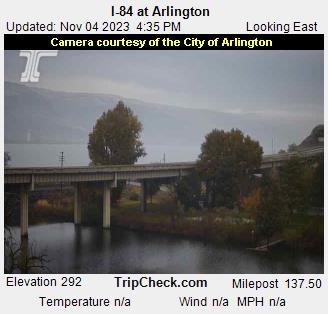 I-84 at Arlington
Updated: Nov 04 2023 4:35 PM Looking East
Camera courtesy of the City of Arlington
Elevation 292 TripCheck.com Milepost 137.50
Temperature n/a Wind n/a MPH n/a